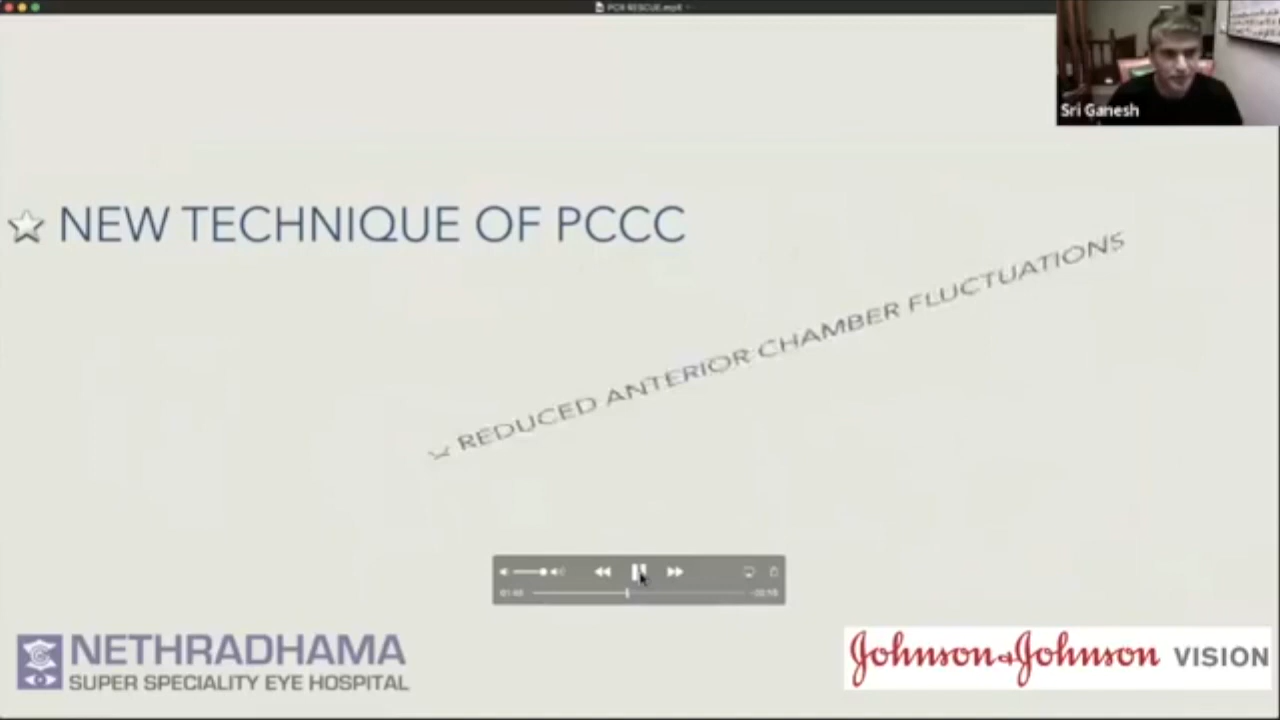 PCR RESCUE.mp4
Sri Ganesh
NEW TECHNIQUE OF PCCC
REDUCED ANTERIOR CHAMBER FLUCTUATIONS
NETHRADHAMA
SUPER SPECIALITY EYE HOSPITAL
Johnson & Johnson VISION